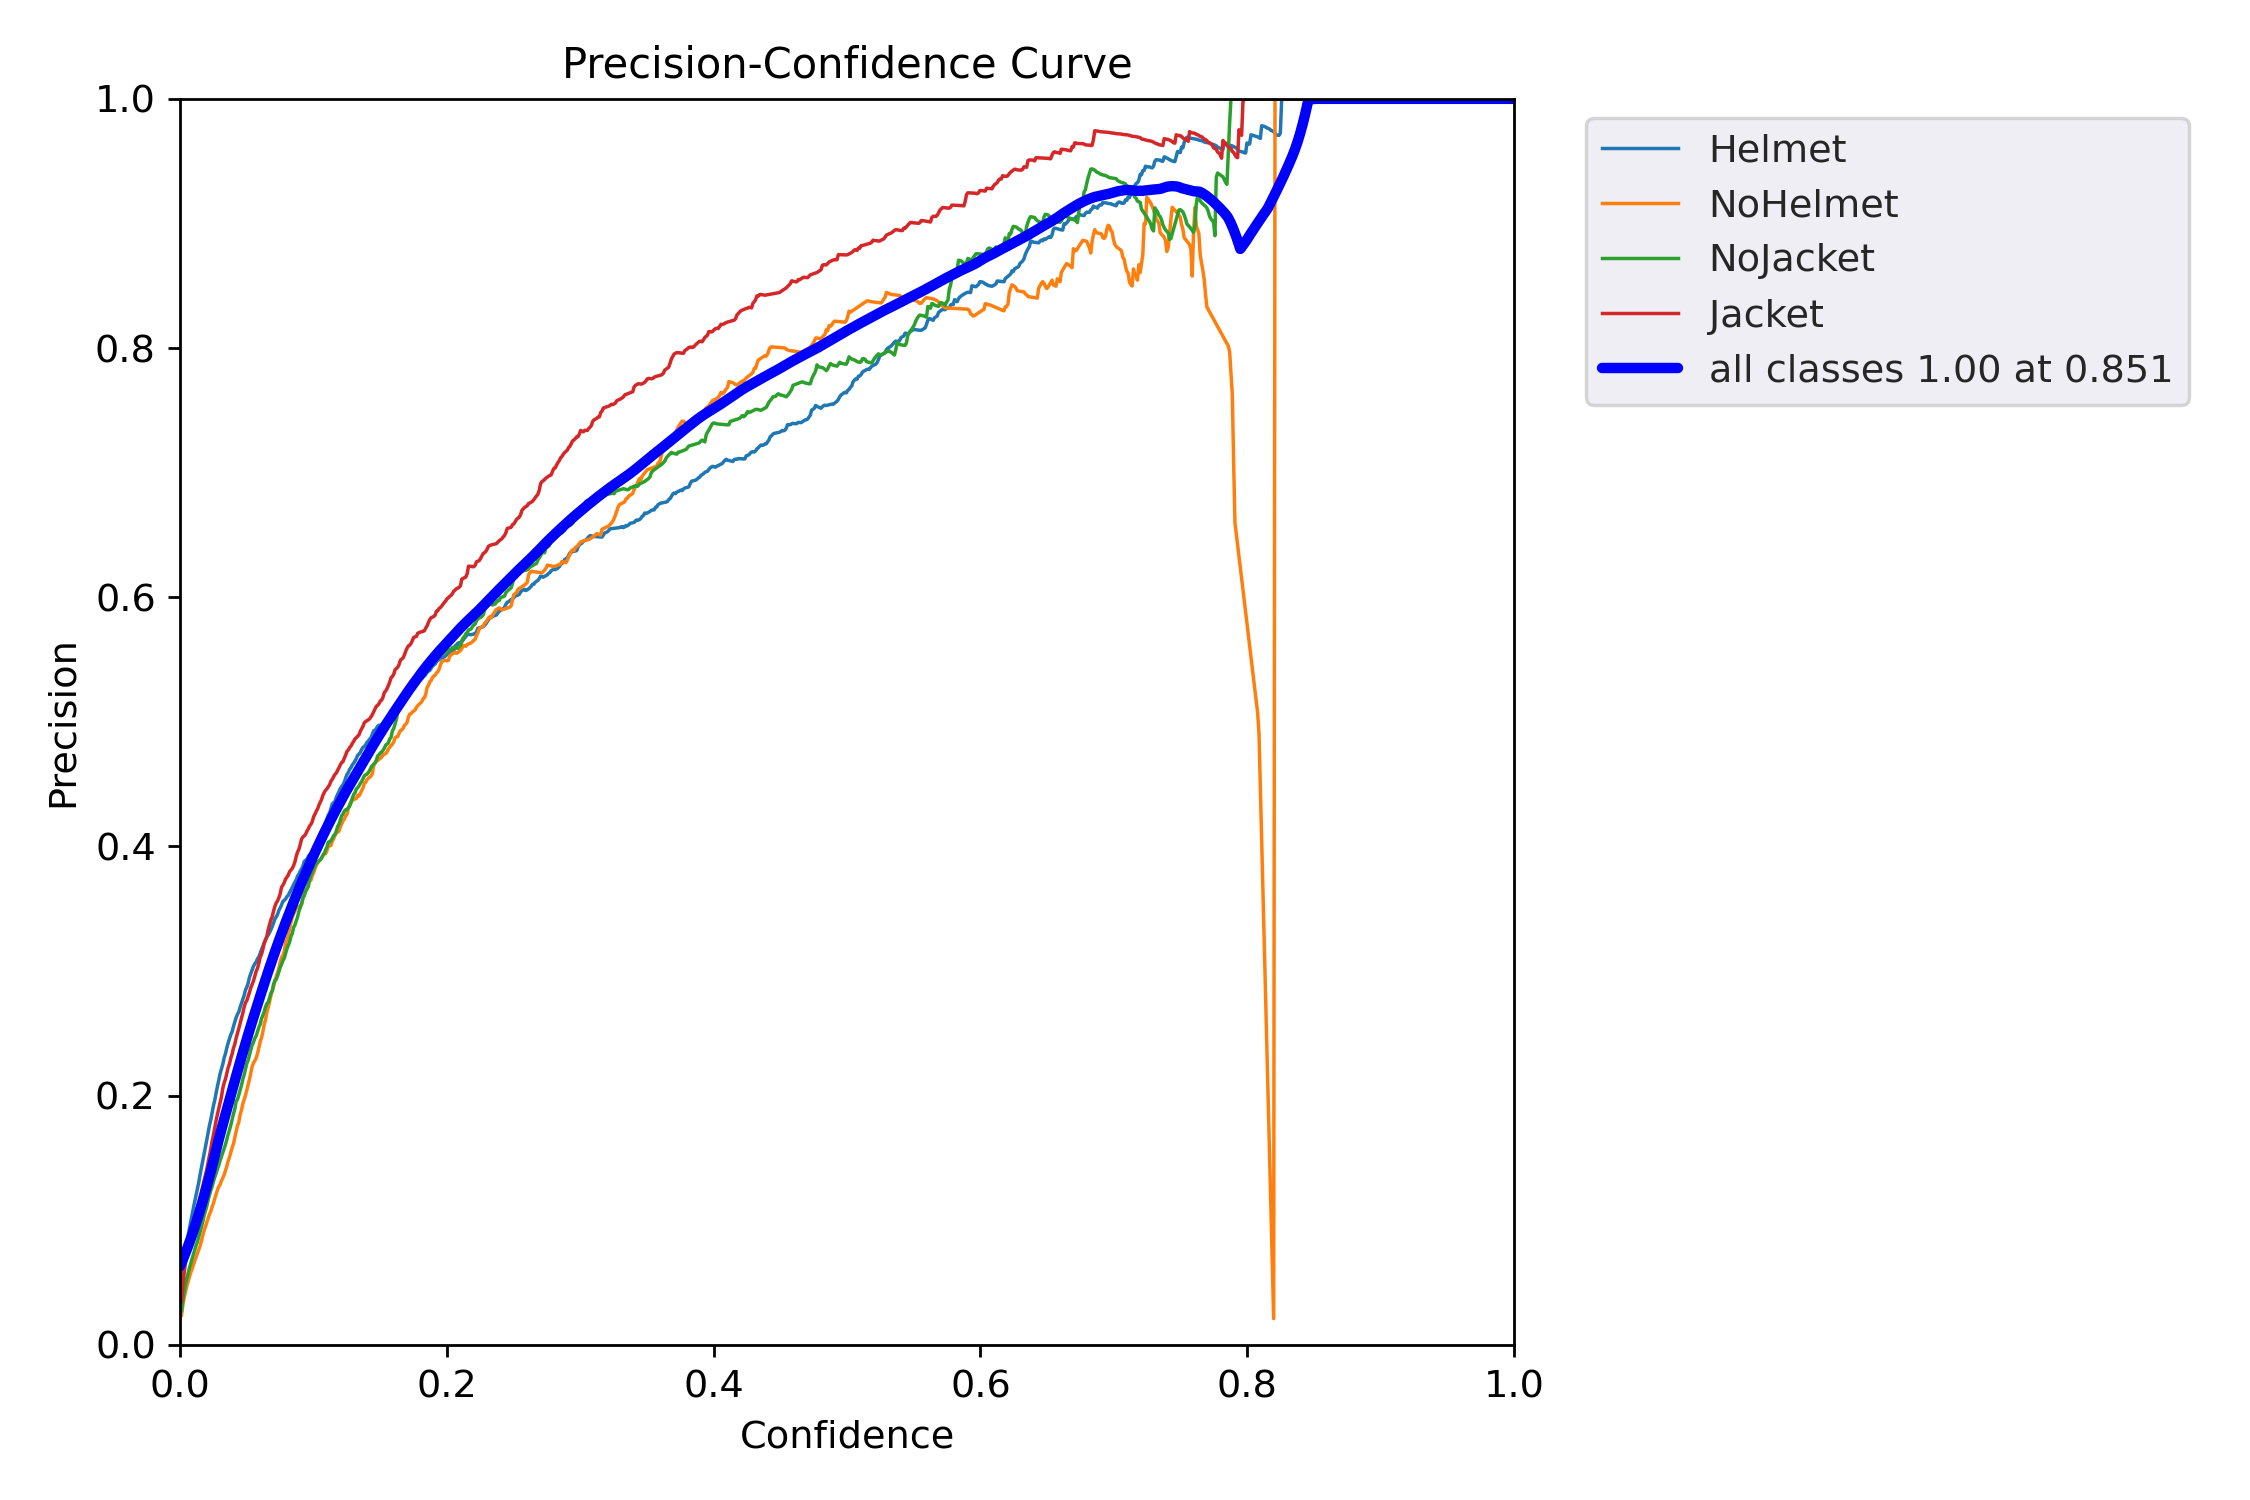 Precision-Confidence Curve
1.0
0.8
0.6
0.4
0.2
0.0
Precision
0.0 0.2 0.4 0.6 0.8 1.0
Confidence
Helmet
NoHelmet
NoJacket
Jacket
all classes 1.00 at 0.851